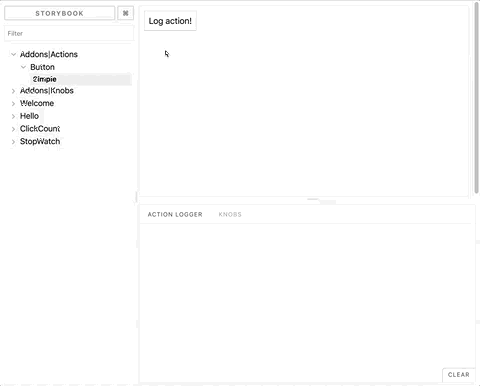 STORYBOOK ⌘
Filter
Addons|Actions
Button
Simple
Addons|Knobs
Welcome
Hello
ClickCount
StopWatch
Log action!
ACTION LOGGER KNOBS
CLEAR